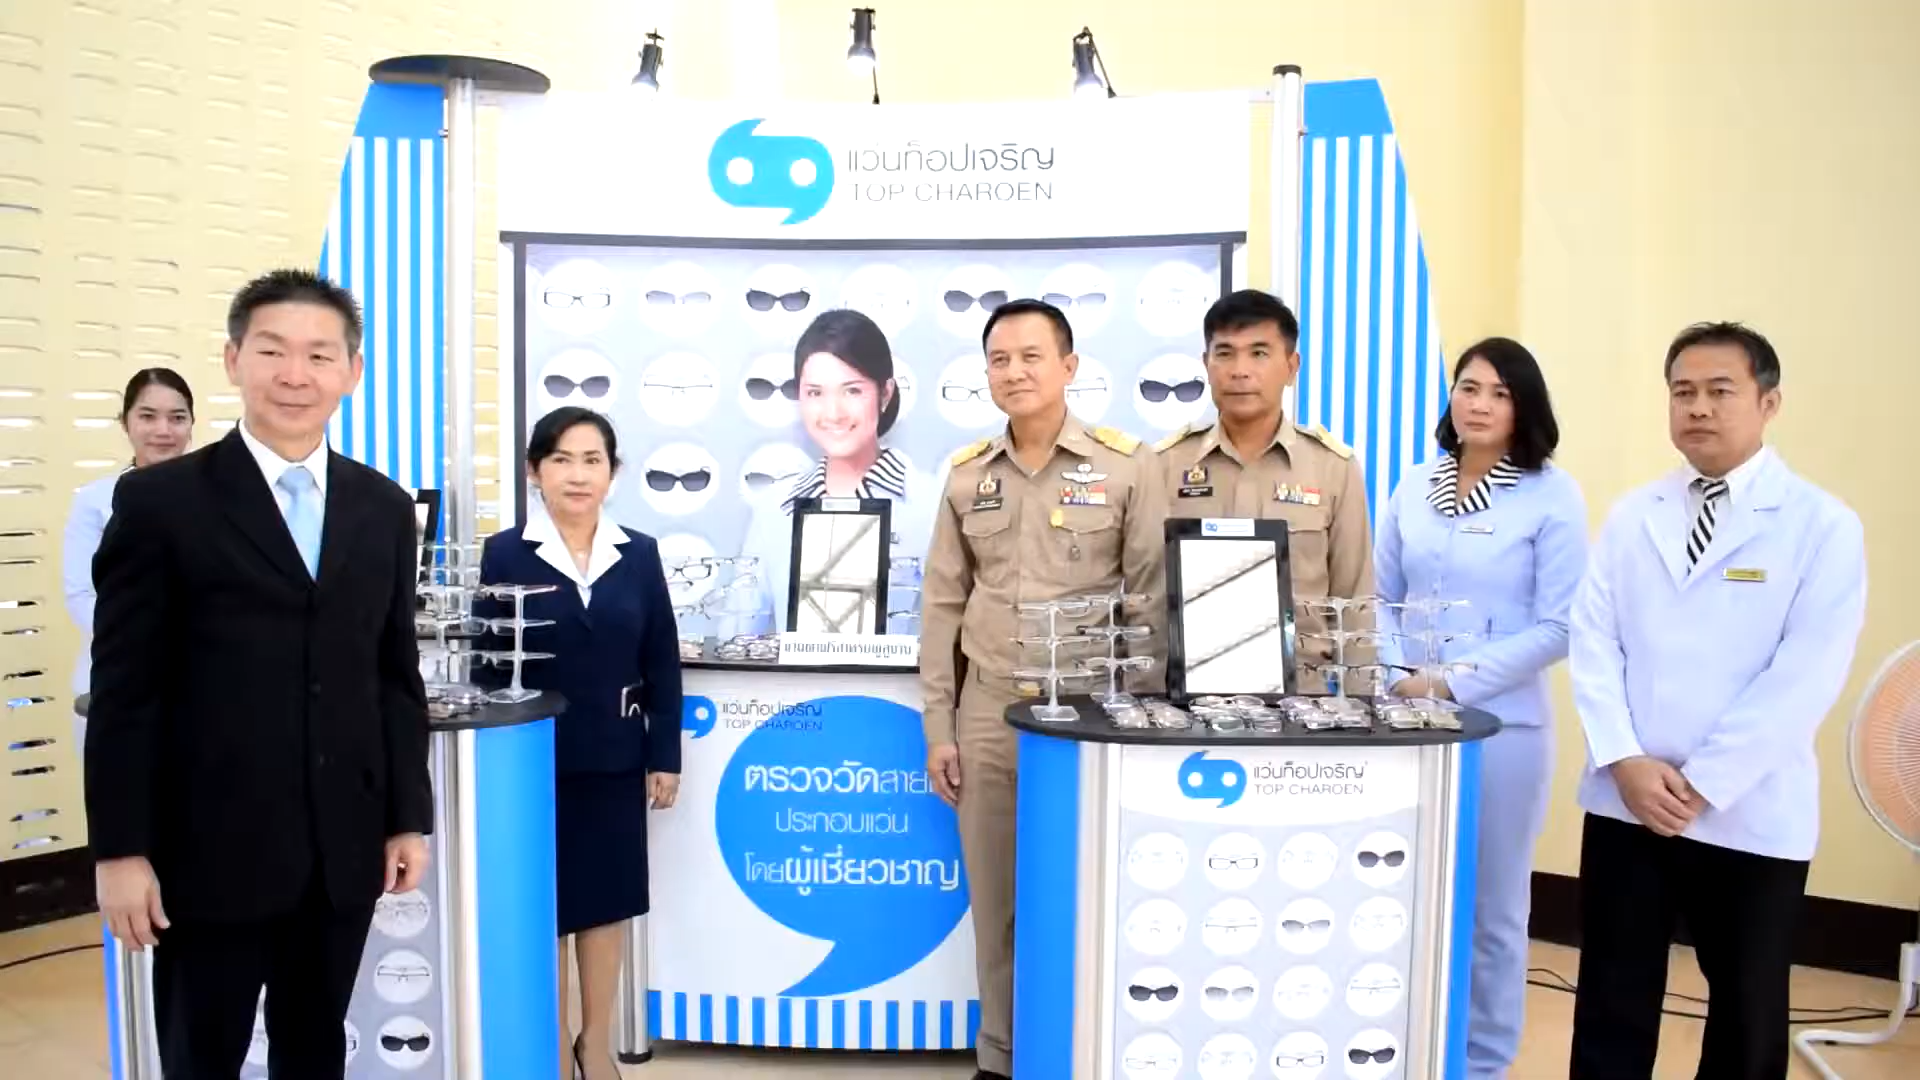 แว่นท็อปเจริญ
TOP CHAROEN
แว่นท็อปเจริญ
TOP CHAROEN
ตรวจวัดสาย
ประกอบแว่น
โดยผู้เชี่ยวชาญ
แว่นท็อปเจริญ
TOP CHAROEN